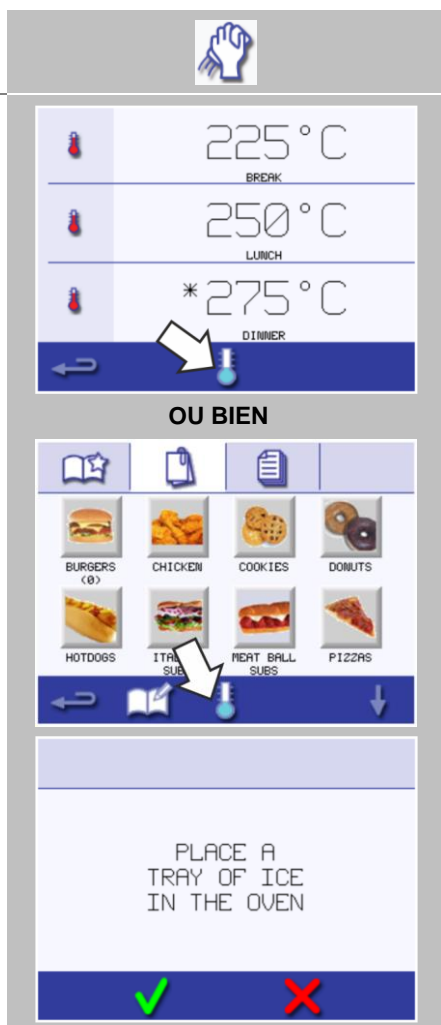 225°C
BREAK
250°C
LUNCH
*275°C
DINNER
OU BIEN
BURGERS
(0)
CHICKEN
COOKIES
DONUTS
HOTDOGS
MEAT BALL
SUBS
PIZZAS
PLACE A
TRAY OF ICE
IN THE OVEN